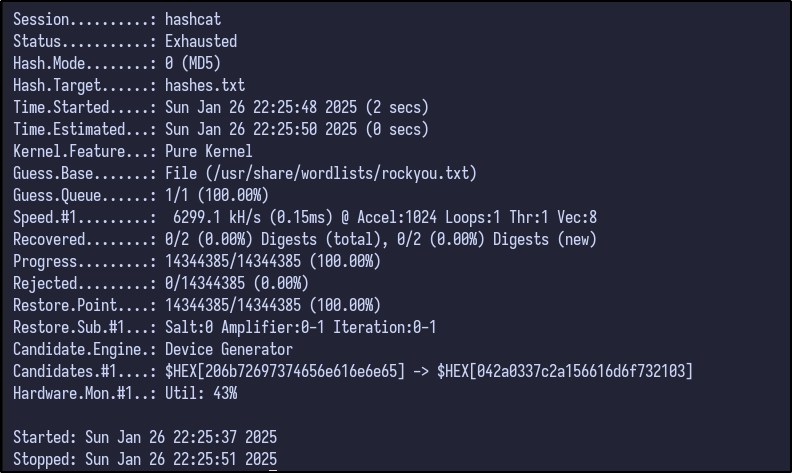 Session..........: hashcat
Status...........: Exhausted
Hash.Mode........: 0 (MD5)
Hash.Target......: hashes.txt
Time.Started.....: Sun Jan 26 22:25:48 2025 (2 secs)
Time.Estimated...: Sun Jan 26 22:25:50 2025 (0 secs)
Kernel.Feature...: Pure Kernel
Guess.Base.......: File (/usr/share/wordlists/rockyou.txt)
Guess.Queue......: 1/1 (100.00%)
Speed.#1.........:  6299.1 kH/s (0.15ms) @ Accel:1024 Loops:1 Thr:1 Vec:8
Recovered........: 0/2 (0.00%) Digests (total), 0/2 (0.00%) Digests (new)
Progress.........: 14344385/14344385 (100.00%)
Rejected.........: 0/14344385 (0.00%)
Restore.Point....: 14344385/14344385 (100.00%)
Restore.Sub.#1...: Salt:0 Amplifier:0-1 Iteration:0-1
Candidate.Engine.: Device Generator
Candidates.#1....: $HEX[206b72697374656e616e6e65] -> $HEX[042a0337c2a156616d6f732103]
Hardware.Mon.#1..: Util: 43%

Started: Sun Jan 26 22:25:37 2025
Stopped: Sun Jan 26 22:25:51 2025